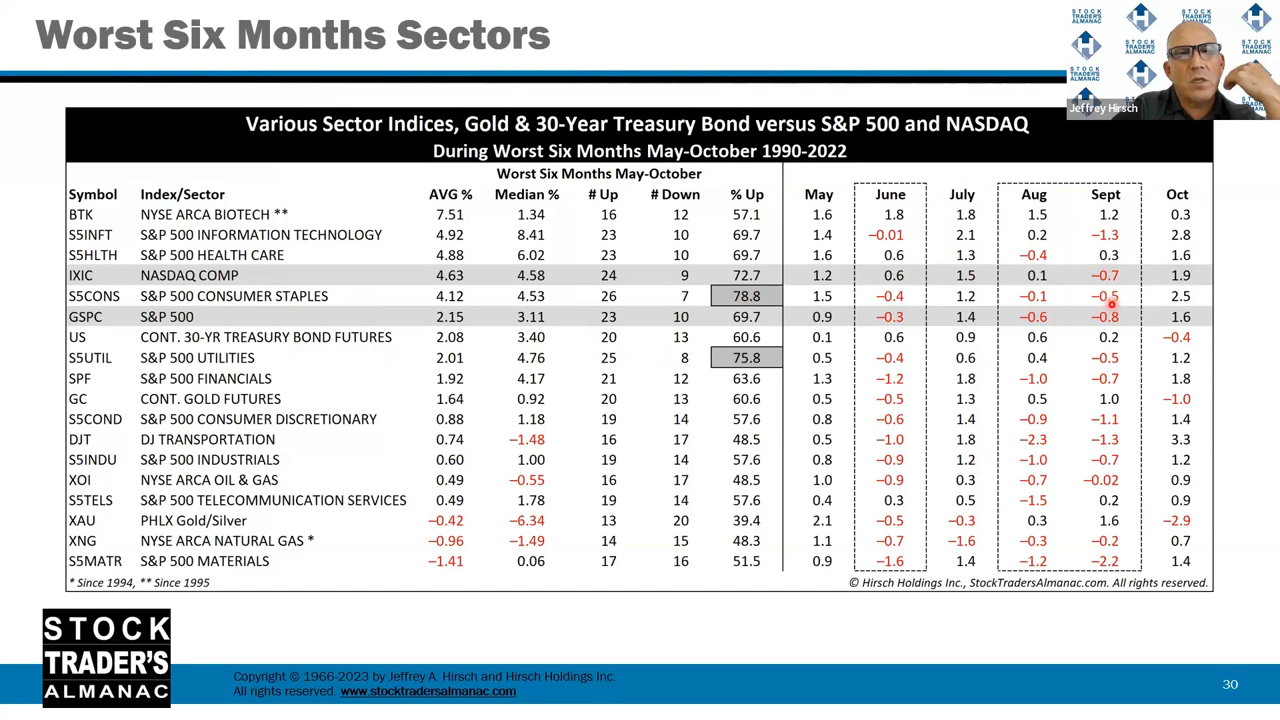 Worst Six Months Sectors
STOCK
TRADER'S
ALMANAC
STOCK
TRADER'S
ALMANAC
STOCK
TRADER'S
ALMANAC
STOCK
TRADER'S
ALMANAC
Jeffrey Hirsch
Various Sector Indices, Gold & 30-Year Treasury Bond versus S&P 500 and NASDAQ
During Worst Six Months May-October 1990-2022
Worst Six Months May-October
Symbol Index/Sector AVG % Median % # Up # Down % Up May June July Aug Sept Oct
BTK NYSE ARCA BIOTECH ** 7.51 1.34 16 12 57.1 1.6 1.8 1.8 1.5 1.2 0.3
S5INFT S&P 500 INFORMATION TECHNOLOGY 4.92 8.41 23 10 69.7 1.4 –0.01 2.1 0.2 –1.3 2.8
S5HLTH S&P 500 HEALTH CARE 4.88 6.02 23 10 69.7 1.6 0.6 1.3 –0.4 0.3 1.6
IXIC NASDAQ COMP 4.63 4.58 24 9 72.7 1.2 0.6 1.5 0.1 –0.7 1.9
S5CONS S&P 500 CONSUMER STAPLES 4.12 4.53 26 7 78.8 1.5 –0.4 1.2 –0.1 –0.5 2.5
GSPC S&P 500 2.15 3.11 23 10 69.7 0.9 –0.3 1.4 –0.6 –0.8 1.6
US CONT. 30-YR TREASURY BOND FUTURES 2.08 3.40 20 13 60.6 0.1 0.6 0.9 0.6 0.2 –0.4
S5UTIL S&P 500 UTILITIES 2.01 4.76 25 8 75.8 0.5 –0.4 0.6 0.4 –0.5 1.2
SPF S&P 500 FINANCIALS 1.92 4.17 21 12 63.6 1.3 –1.2 1.8 –1.0 –0.7 1.8
GC CONT. GOLD FUTURES 1.64 0.92 20 13 60.6 0.6 –0.5 1.3 0.5 1.0 –1.0
S5COND S&P 500 CONSUMER DISCRETIONARY 0.88 1.18 19 14 57.6 0.8 –0.6 1.4 –0.9 –1.1 1.4
DJT DJ TRANSPORTATION 0.74 –1.48 16 17 48.5 0.5 –1.0 1.8 –2.3 –1.3 3.3
S5INDU S&P 500 INDUSTRIALS 0.60 1.00 19 14 57.6 0.8 –0.9 1.2 –1.0 –0.7 1.2
XOI NYSE ARCA OIL & GAS 0.49 –0.55 16 17 48.5 1.0 –0.9 0.6 –0.7 –0.02 0.9
S5TELS S&P 500 TELECOMMUNICATION SERVICES 0.49 1.78 19 14 57.6 0.4 0.3 0.5 –1.5 0.2 0.9
XAU PHLX Gold/Silver –0.42 –6.34 13 20 39.4 2.1 –0.5 –0.3 0.3 1.6 –2.9
XNG NYSE ARCA NATURAL GAS * –0.96 –1.49 14 15 48.3 1.1 –0.7 –1.6 –0.3 –0.2 0.7
S5MATR S&P 500 MATERIALS –1.41 0.06 17 16 51.5 0.9 –1.6 1.4 –1.2 –2.2 1.4
* Since 1994, ** Since 1995 © Hirsch Holdings Inc., StockTradersAlmanac.com. All rights reserved.
STOCK
TRADER'S
ALMANAC
Copyright © 1966-2023 by Jeffrey A. Hirsch and Hirsch Holdings Inc.
All rights reserved. www.stocktradersalmanac.com
30